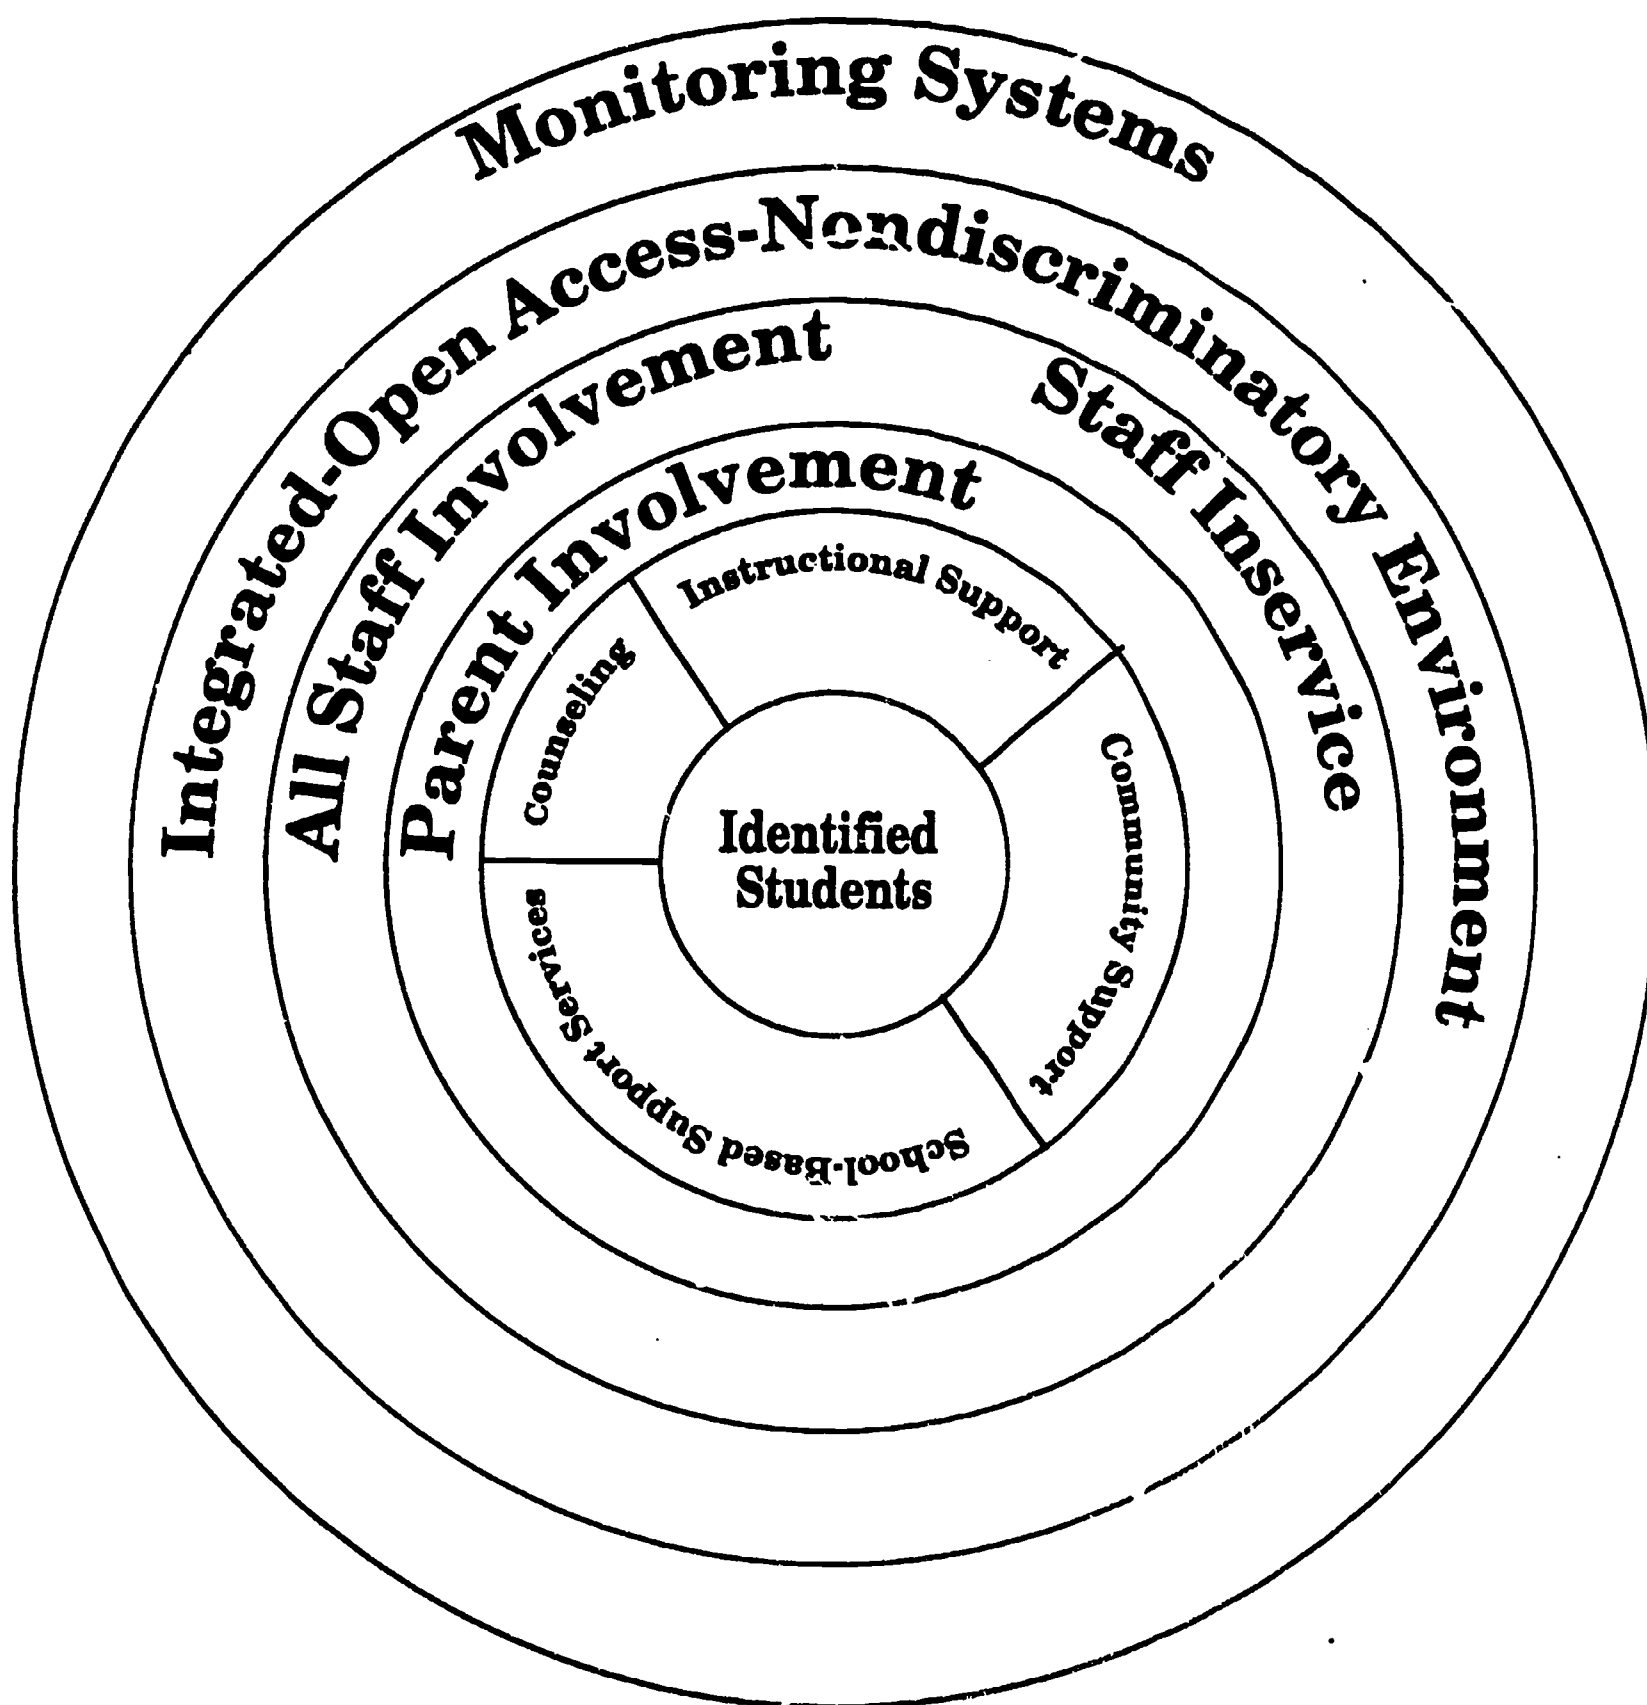 Monitoring Systems
Integrated-Open Access-Nondiscriminatory Environment
All Staff Involvement
Staff Inservice
Parent Involvement
Instructional Support
Counseling
Community Support
School-Based Support Services
Identified
Students